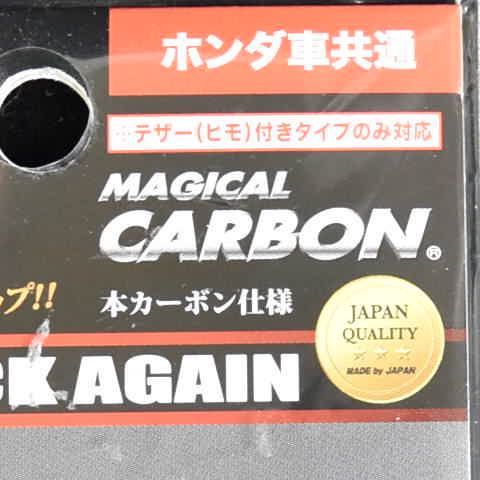 ホンダ車共通
※テザー(ヒモ)付きタイプのみ対応
MAGICAL
CARBON®
ップ!!
本カーボン仕様
CK AGAIN
JAPAN
QUALITY
★★★
MADE by JAPAN